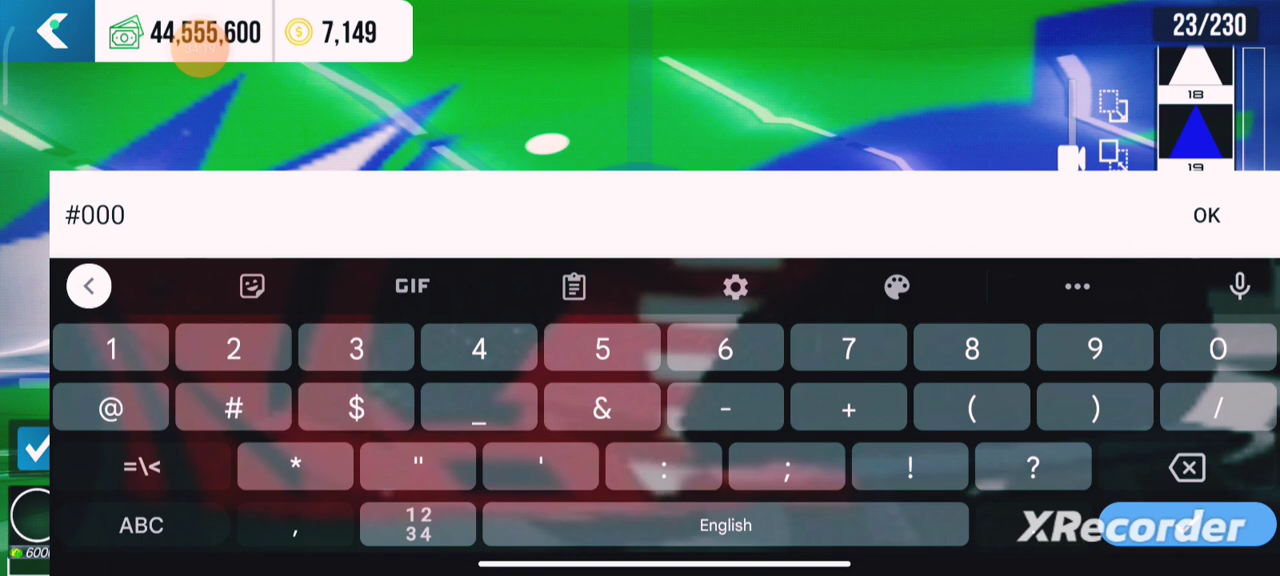 44,555,600
7,149
23/230
18
19
#000
OK
GIF
1 2 3 4 5 6 7 8 9 0
@ # $ _ & - + ( ) /
=\< * " ' : ; ! ?
ABC , 12 34 English
XRecorder